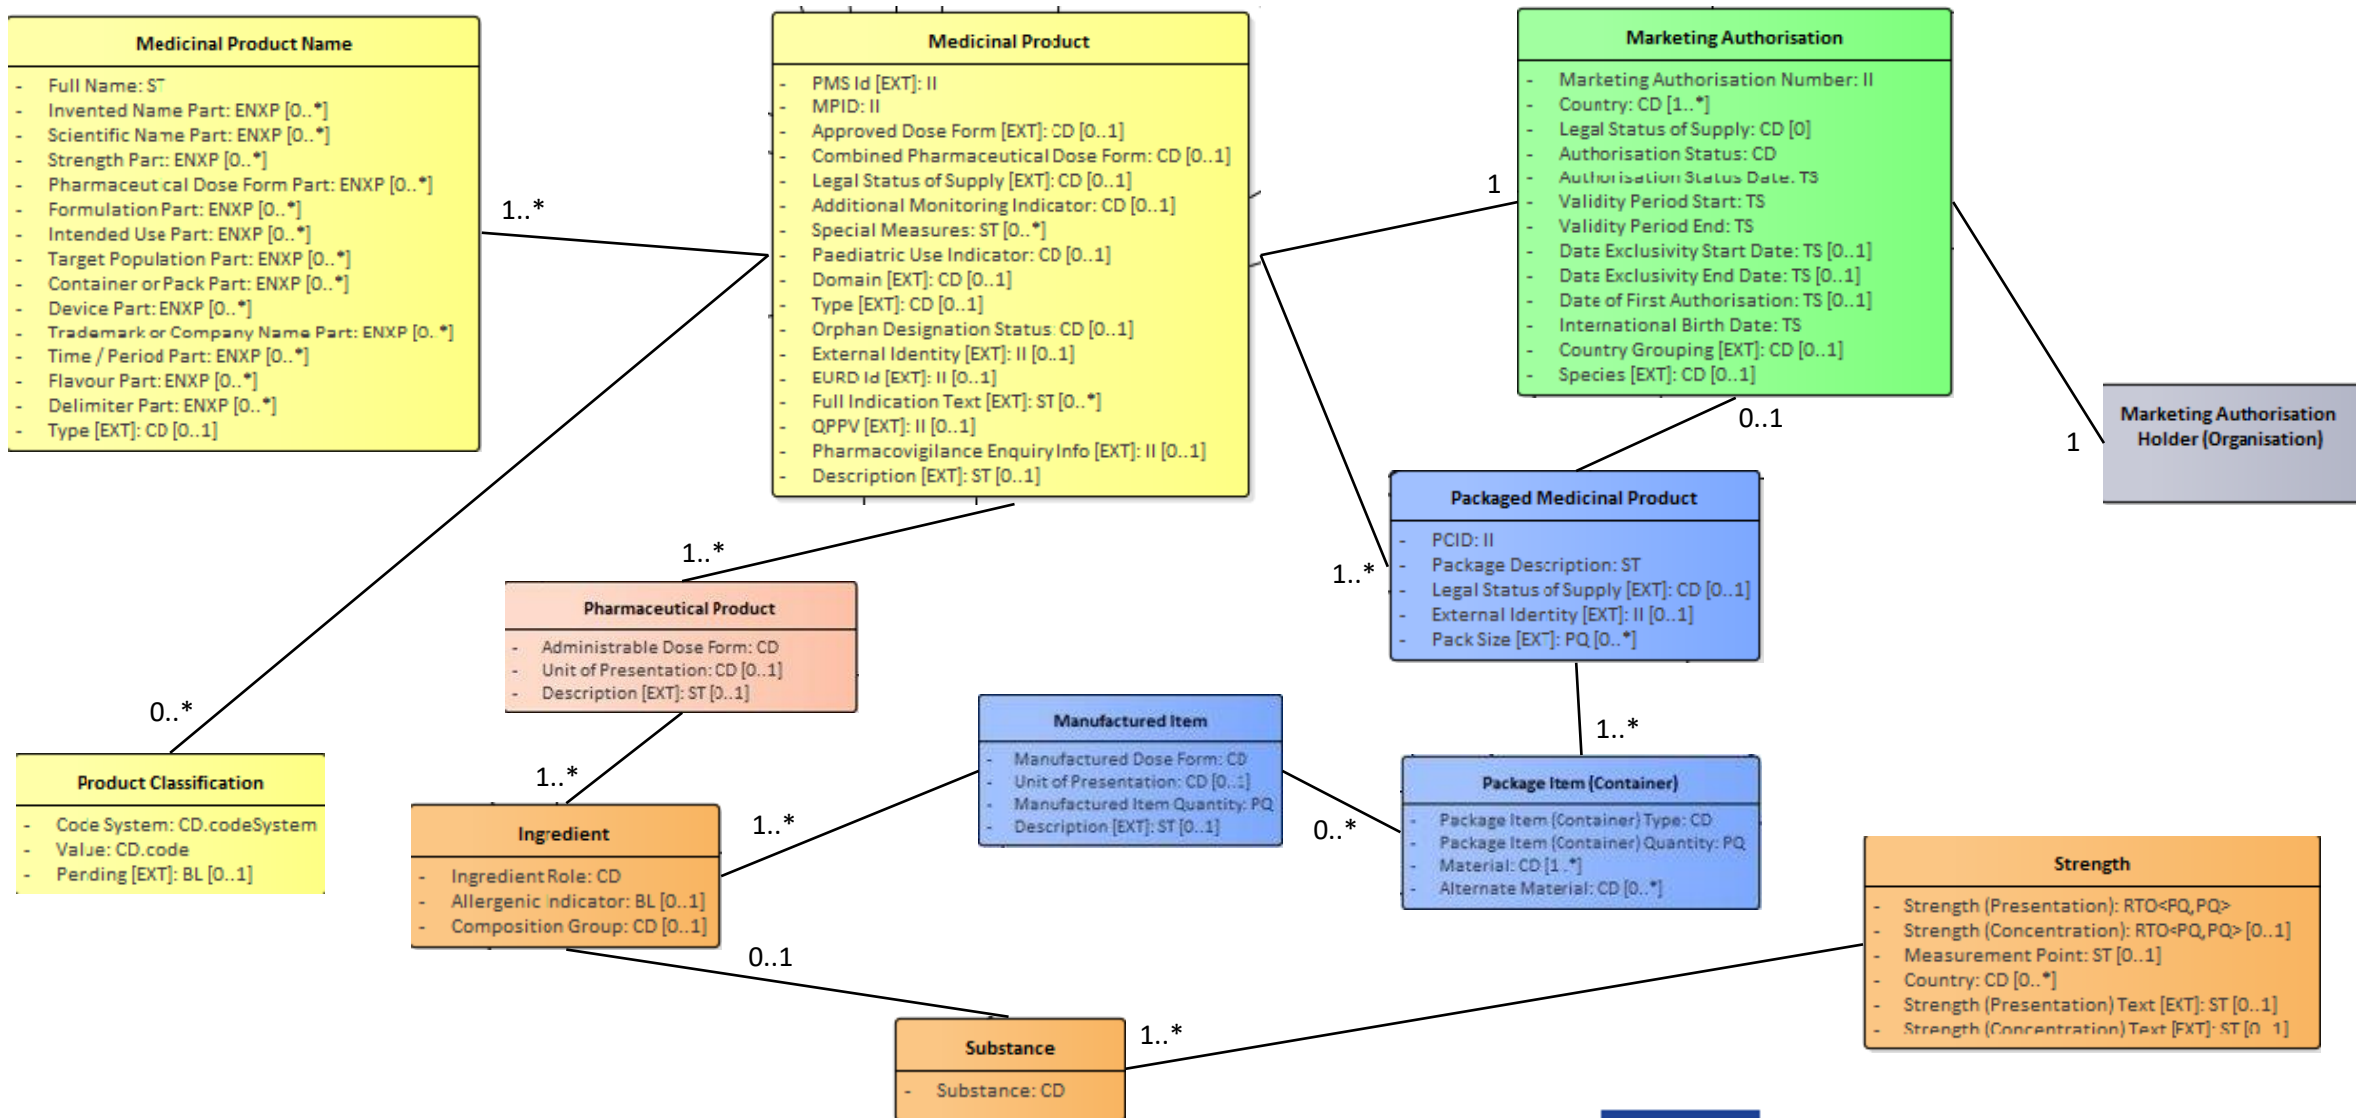 Medicinal Product Name
- Full Name: ST
- Invented Name Part: ENXP [0..*]
- Scientific Name Part: ENXP [0..*]
- Strength Part: ENXP [0..*]
- Pharmaceutical Dose Form Part: ENXP [0..*]
- Formulation Part: ENXP [0..*]
- Intended Use Part: ENXP [0..*]
- Target Population Part: ENXP [0..*]
- Container or Pack Part: ENXP [0..*]
- Device Part: ENXP [0..*]
- Trademark or Company Name Part: ENXP [0..*]
- Time / Period Part: ENXP [0..*]
- Flavour Part: ENXP [0..*]
- Delimiter Part: ENXP [0..*]
- Type [EXT]: CD [0..1]
1..*
Medicinal Product
- PMS Id [EXT]: II
- MPID: II
- Approved Dose Form [EXT]: CD [0..1]
- Combined Pharmaceutical Dose Form: CD [0..1]
- Legal Status of Supply [EXT]: CD [0..1]
- Additional Monitoring Indicator: CD [0..1]
- Special Measures: ST [0..*]
- Paediatric Use Indicator: CD [0..1]
- Domain [EXT]: CD [0..1]
- Type [EXT]: CD [0..1]
- Orphan Designation Status: CD [0..1]
- External Identity [EXT]: II [0..1]
- EURD Id [EXT]: II [0..1]
- Full Indication Text [EXT]: ST [0..*]
- QPPV [EXT]: II [0..1]
- Pharmacovigilance Enquiry Info [EXT]: II [0..1]
- Description [EXT]: ST [0..1]
1
Marketing Authorisation
- Marketing Authorisation Number: II
- Country: CD [1..*]
- Legal Status of Supply: CD [0]
- Authorisation Status: CD
- Authorisation Status Date: TS
- Validity Period Start: TS
- Validity Period End: TS
- Data Exclusivity Start Date: TS [0..1]
- Data Exclusivity End Date: TS [0..1]
- Date of First Authorisation: TS [0..1]
- International Birth Date: TS
- Country Grouping [EXT]: CD [0..1]
- Species [EXT]: CD [0..1]
0..1
1
Marketing Authorisation
Holder (Organisation)
1..*
Packaged Medicinal Product
- PCID: II
- Package Description: ST
- Legal Status of Supply [EXT]: CD [0..1]
- External Identity [EXT]: II [0..1]
- Pack Size [EXT]: PQ [0..*]
1..*
Pharmaceutical Product
- Administrable Dose Form: CD
- Unit of Presentation: CD [0..1]
- Description [EXT]: ST [0..1]
0..*
Product Classification
- Code System: CD.codeSystem
- Value: CD.code
- Pending [EXT]: BL [0..1]
1..*
Ingredient
- Ingredient Role: CD
- Allergenic Indicator: BL [0..1]
- Composition Group: CD [0..1]
1..*
Manufactured Item
- Manufactured Dose Form: CD
- Unit of Presentation: CD [0..1]
- Manufactured Item Quantity: PQ
- Description [EXT]: ST [0..1]
0..*
1..*
Package Item (Container)
- Package Item (Container) Type: CD
- Package Item (Container) Quantity: PQ
- Material: CD [1..*]
- Alternate Material: CD [0..*]
0..1
Substance
- Substance: CD
1..*
Strength
- Strength (Presentation): RTO<PQ,PQ>
- Strength (Concentration): RTO<PQ,PQ> [0..1]
- Measurement Point: ST [0..1]
- Country: CD [0..*]
- Strength (Presentation) Text [EXT]: ST [0..1]
- Strength (Concentration) Text [EXT]: ST [0..1]